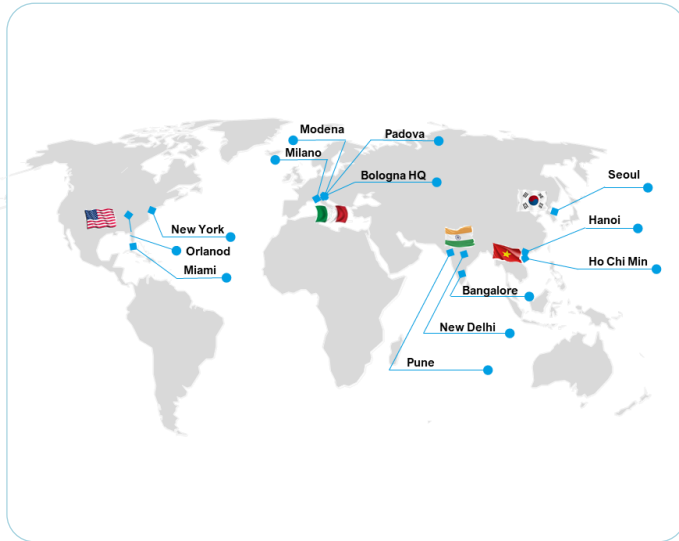 Modena
Padova
Milano
Bologna HQ
Seoul
Hanoi
New York
Orlanod
Ho Chi Min
Miami
Bangalore
New Delhi
Pune